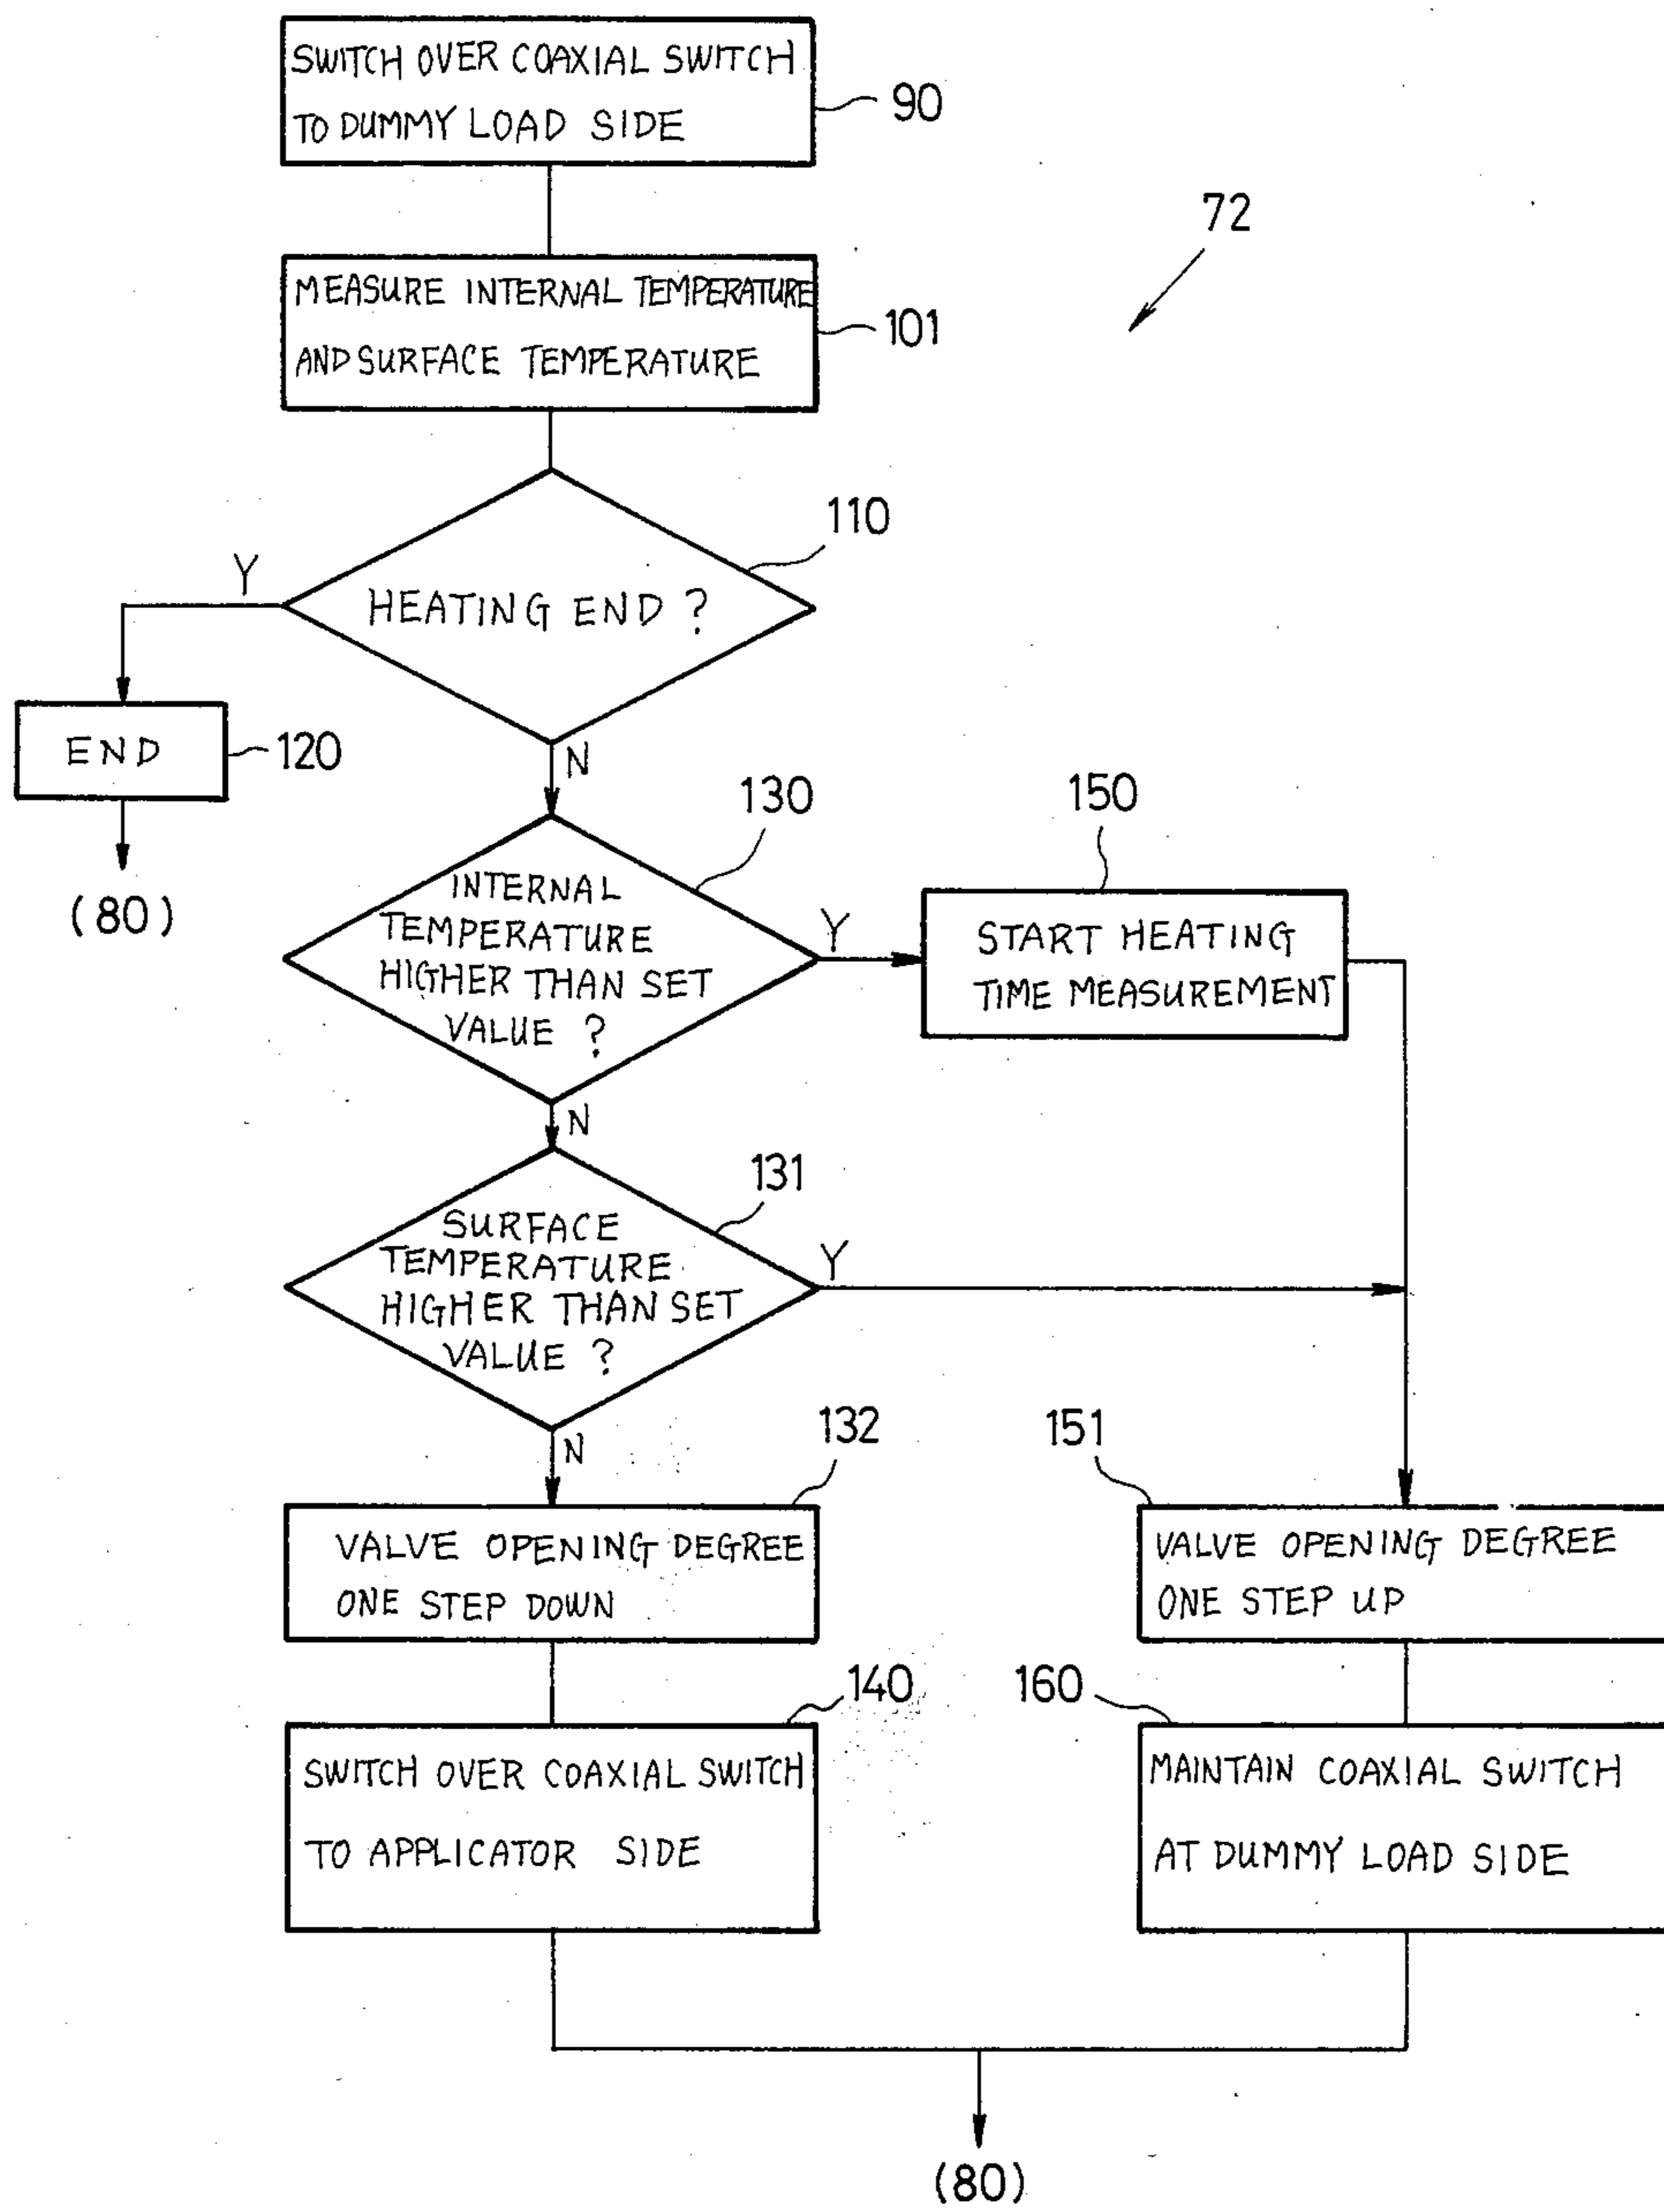 SWITCH OVER COAXIAL SWITCH
TO DUMMY LOAD SIDE
90
72
MEASURE INTERNAL TEMPERATURE
AND SURFACE TEMPERATURE
101
110
Y
HEATING END ?
END
120
N
(80)
130
150
INTERNAL
TEMPERATURE
HIGHER THAN SET
VALUE ?
Y
START HEATING
TIME MEASUREMENT
N
131
SURFACE
TEMPERATURE
HIGHER THAN SET
VALUE ?
Y
N
132
151
VALVE OPENING DEGREE
ONE STEP DOWN
VALVE OPENING DEGREE
ONE STEP UP
140
160
SWITCH OVER COAXIAL SWITCH
TO APPLICATOR SIDE
MAINTAIN COAXIAL SWITCH
AT DUMMY LOAD SIDE
(80)